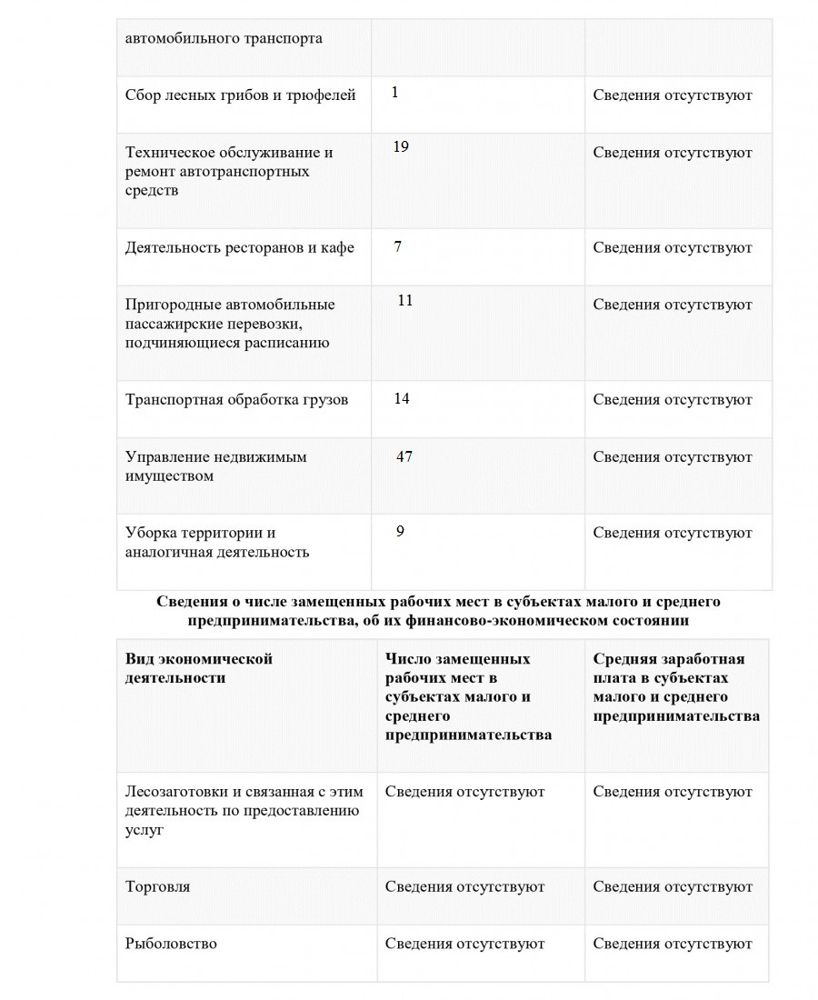 автомобильного транспорта
Сбор лесных грибов и трюфелей 1 Сведения отсутствуют
Техническое обслуживание и 19 Сведения отсутствуют
ремонт автотранспортных
средств
Деятельность ресторанов и кафе 7 Сведения отсутствуют
Пригородные автомобильные 11 Сведения отсутствуют
пассажирские перевозки,
подчиняющиеся расписанию
Транспортная обработка грузов 14 Сведения отсутствуют
Управление недвижимым 47 Сведения отсутствуют
имуществом
Уборка территории и 9 Сведения отсутствуют
аналогичная деятельность
Сведения о числе замещенных рабочих мест в субъектах малого и среднего
предпринимательства, об их финансово-экономическом состоянии
Вид экономической Число замещенных Средняя заработная
деятельности рабочих мест в плата в субъектах
субъектах малого и малого и среднего
среднего предпринимательства
предпринимательства
Лесозаготовки и связанная с этим Сведения отсутствуют Сведения отсутствуют
деятельность по предоставлению
услуг
Торговля Сведения отсутствуют Сведения отсутствуют
Рыболовство Сведения отсутствуют Сведения отсутствуют